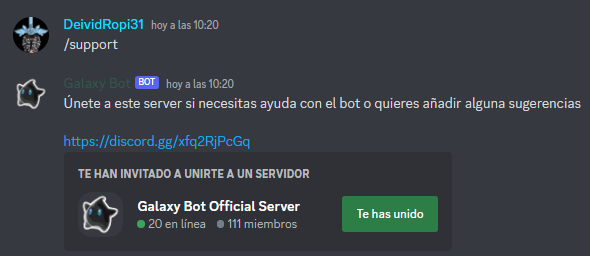 DeividRopi31 hoy a las 10:20
/support
Galaxy Bot BOT hoy a las 10:20
Únete a este server si necesitas ayuda con el bot o quieres añadir alguna sugerencias
https://discord.gg/xfq2RjPcGq
TE HAN INVITADO A UNIRTE A UN SERVIDOR
Galaxy Bot Official Server
20 en línea 111 miembros
Te has unido